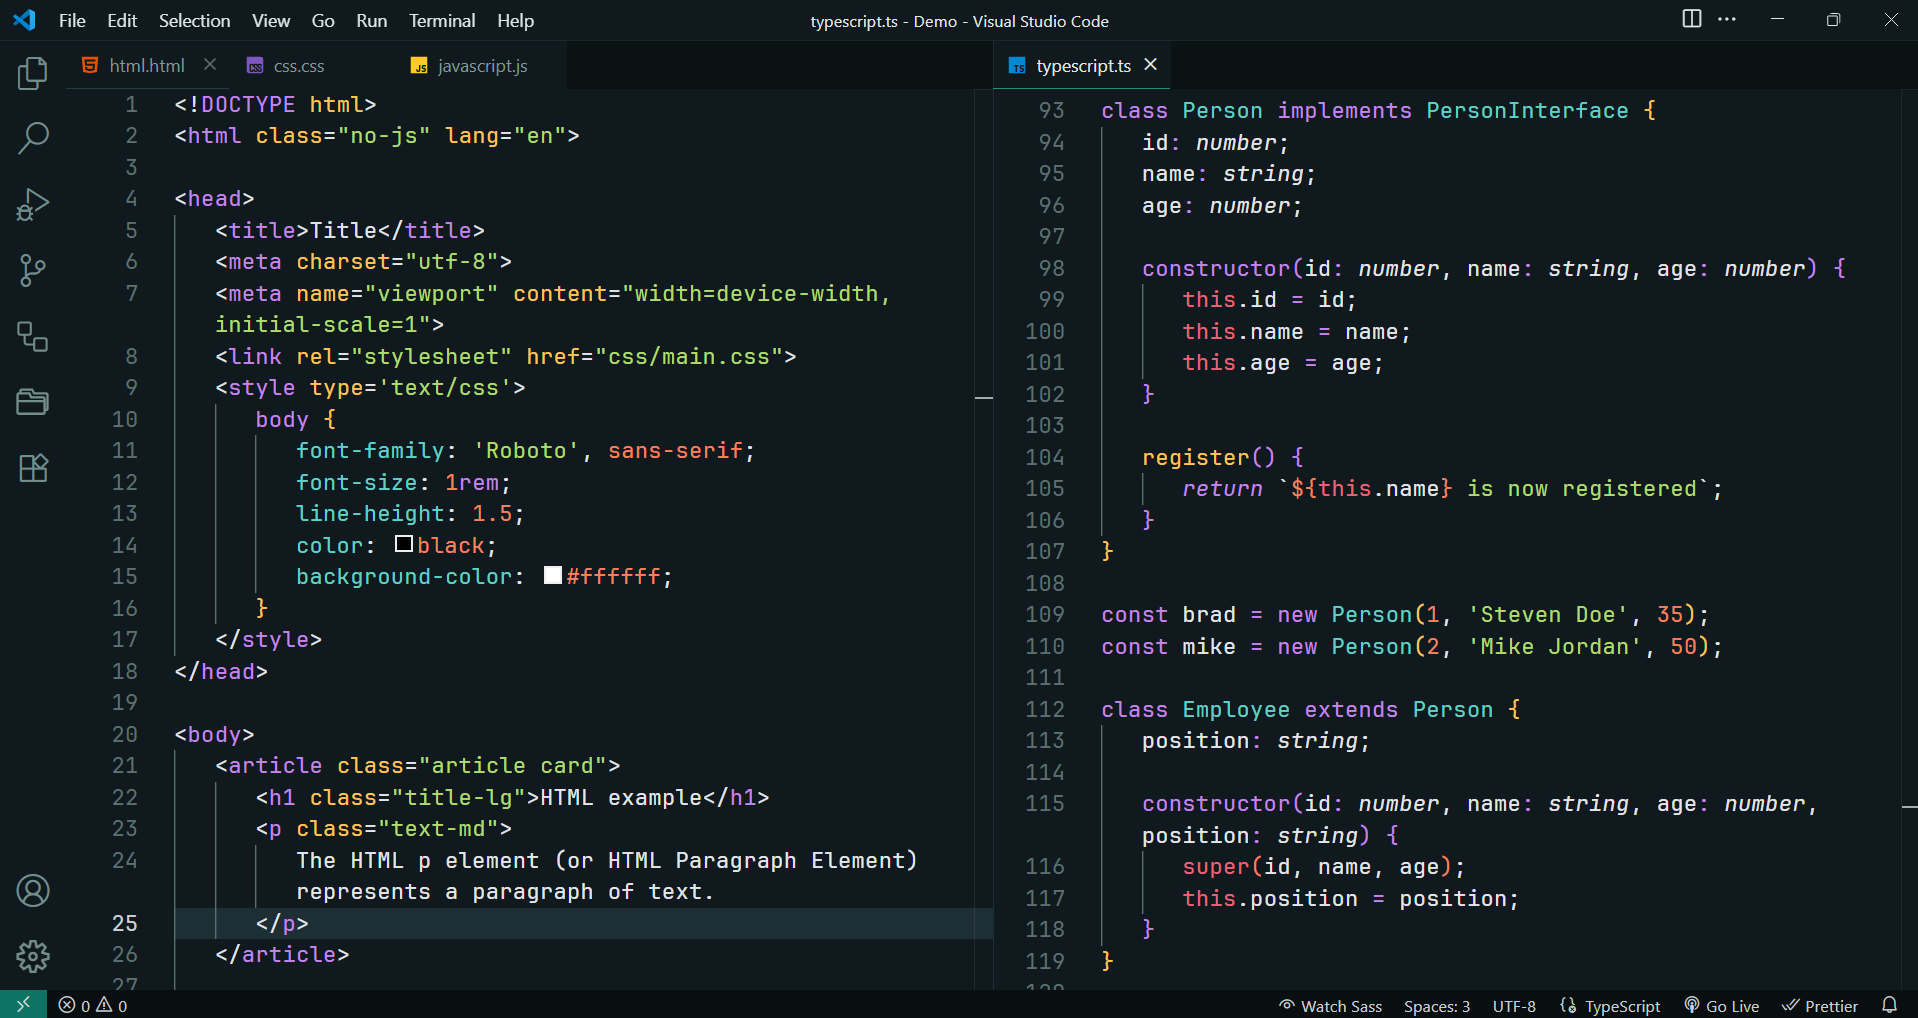 File Edit Selection View Go Run Terminal Help
typescript.ts - Demo - Visual Studio Code
html.html css.css javascript.js
1 <!DOCTYPE html>
2 <html class="no-js" lang="en">
3
4 <head>
5 <title>Title</title>
6 <meta charset="utf-8">
7 <meta name="viewport" content="width=device-width,
initial-scale=1">
8 <link rel="stylesheet" href="css/main.css">
9 <style type='text/css'>
10 body {
11 font-family: 'Roboto', sans-serif;
12 font-size: 1rem;
13 line-height: 1.5;
14 color: black;
15 background-color: #ffffff;
16 }
17 </style>
18 </head>
19
20 <body>
21 <article class="article card">
22 <h1 class="title-lg">HTML example</h1>
23 <p class="text-md">
24 The HTML p element (or HTML Paragraph Element)
represents a paragraph of text.
25 </p>
26 </article>
27
typescript.ts
93 class Person implements PersonInterface {
94 id: number;
95 name: string;
96 age: number;
97
98 constructor(id: number, name: string, age: number) {
99 this.id = id;
100 this.name = name;
101 this.age = age;
102 }
103
104 register() {
105 return `${this.name} is now registered`;
106 }
107 }
108
109 const brad = new Person(1, 'Steven Doe', 35);
110 const mike = new Person(2, 'Mike Jordan', 50);
111
112 class Employee extends Person {
113 position: string;
114
115 constructor(id: number, name: string, age: number,
position: string) {
116 super(id, name, age);
117 this.position = position;
118 }
119 }
120
0 0
Watch Sass Spaces: 3 UTF-8 TypeScript Go Live Prettier